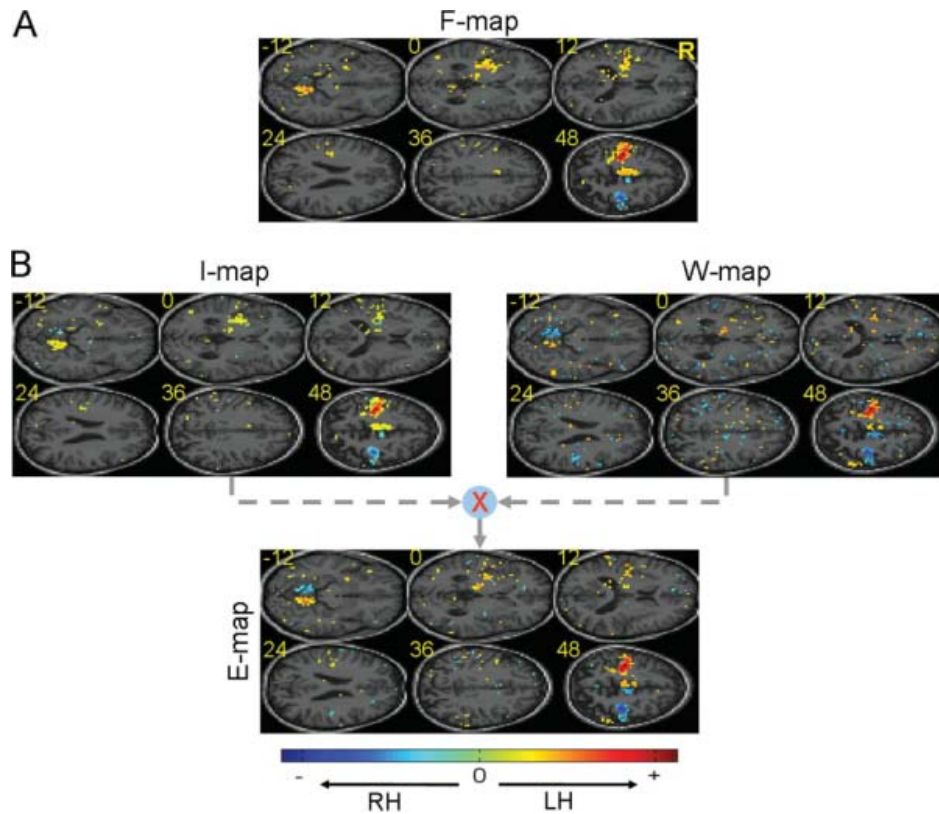 A
F-map
-12 0 12 R
24 36 48
B
I-map W-map
-12 0 12 -12 0 12
24 36 48 24 36 48
X
E-map
-12 0 12
24 36 48
- 0 +
RH LH